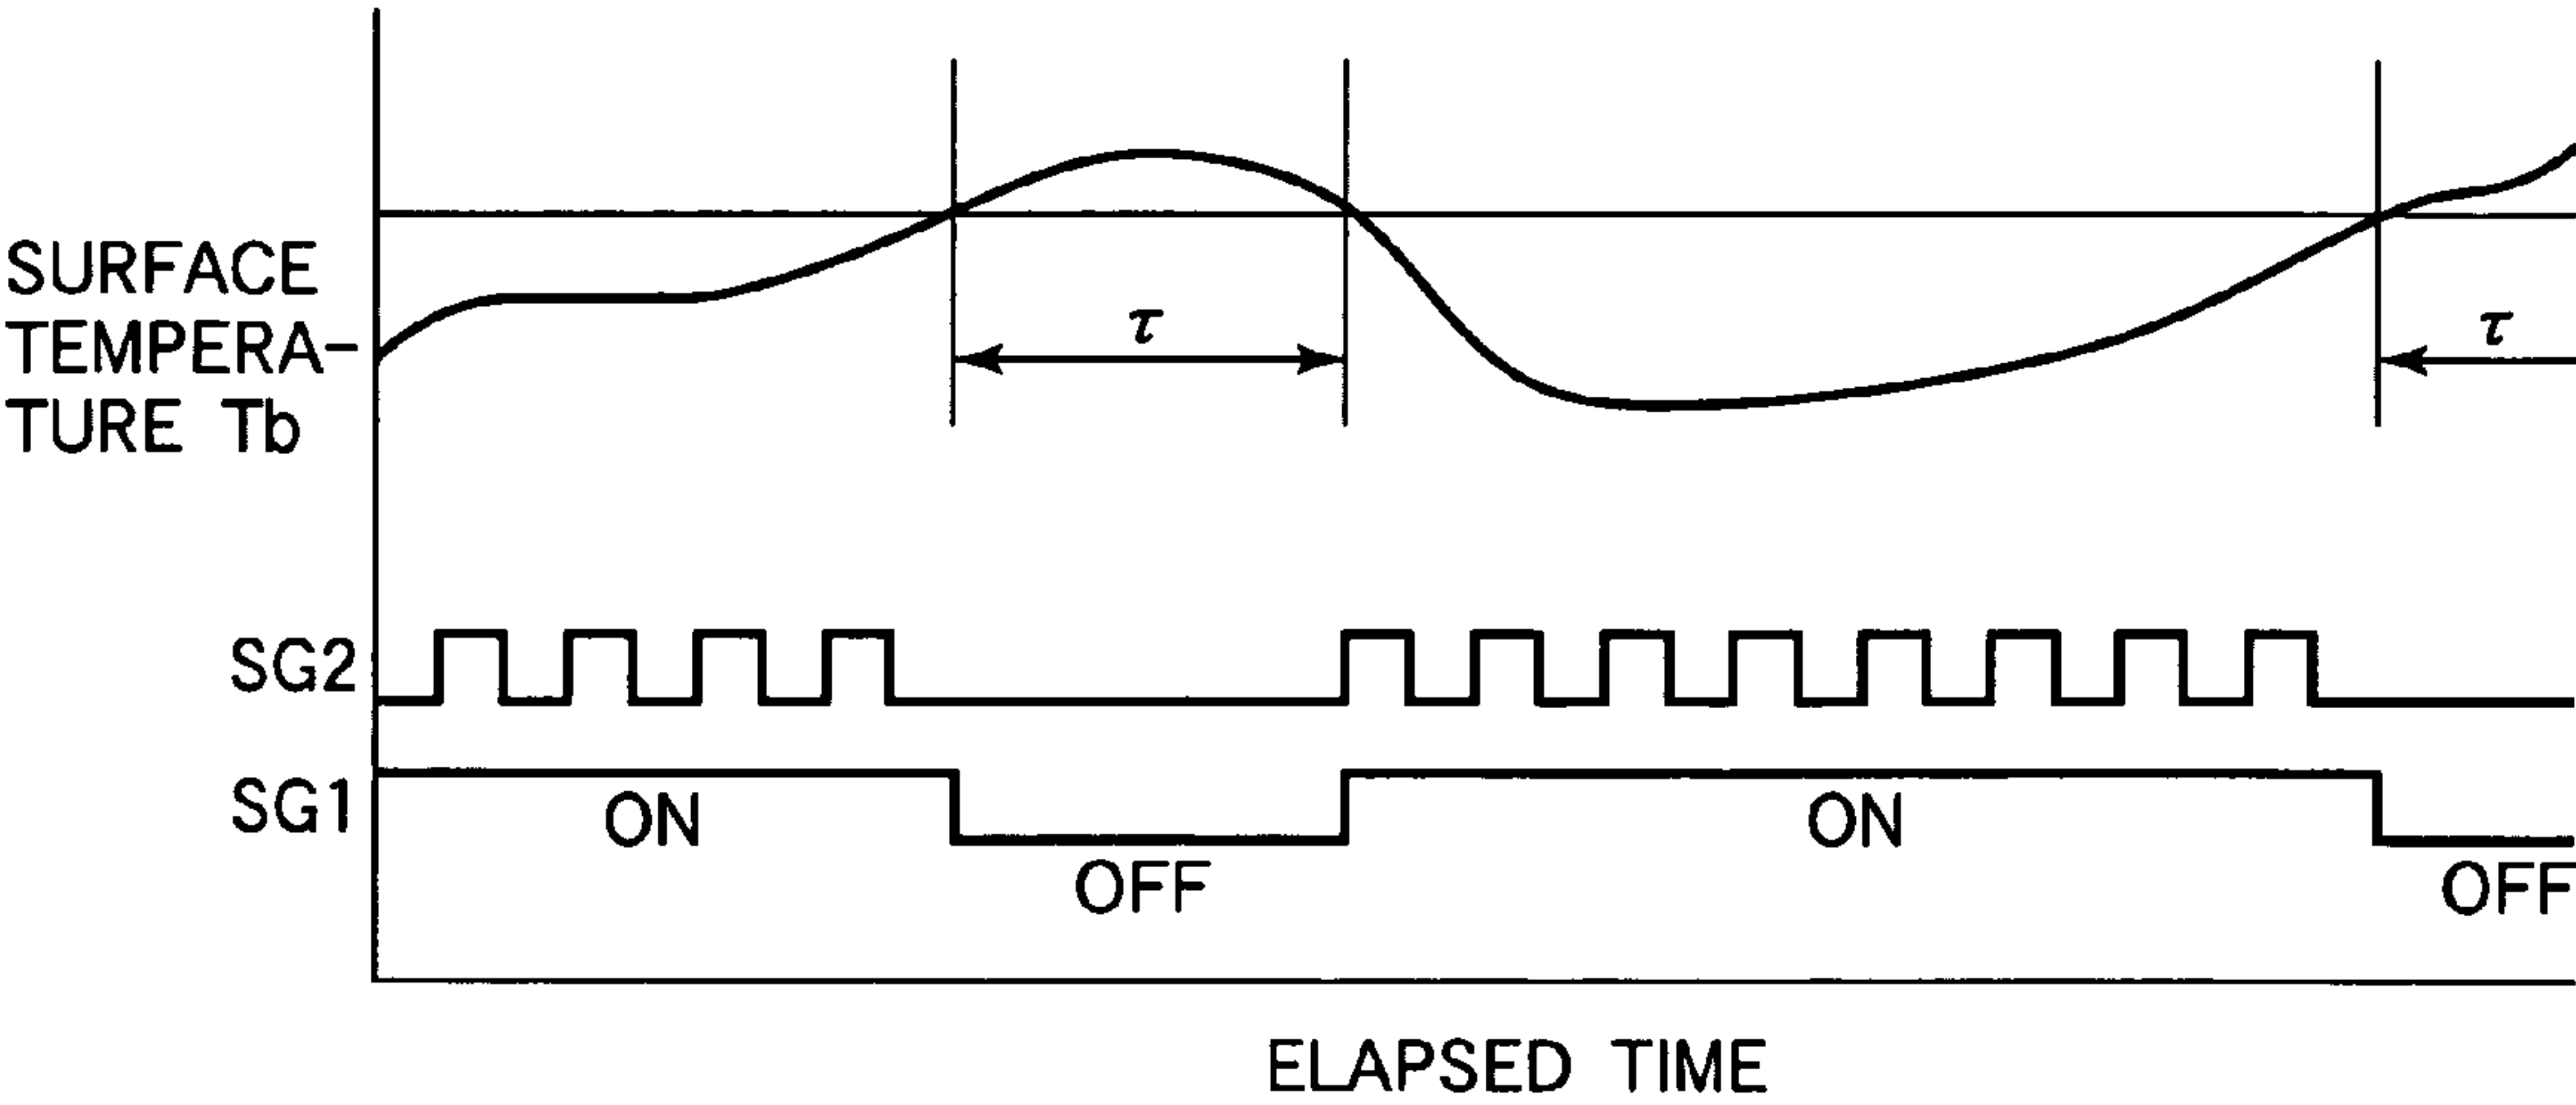 SURFACE
TEMPERA-
TURE Tb
τ
τ
SG2
SG1
ON
OFF
ON
OFF
ELAPSED TIME